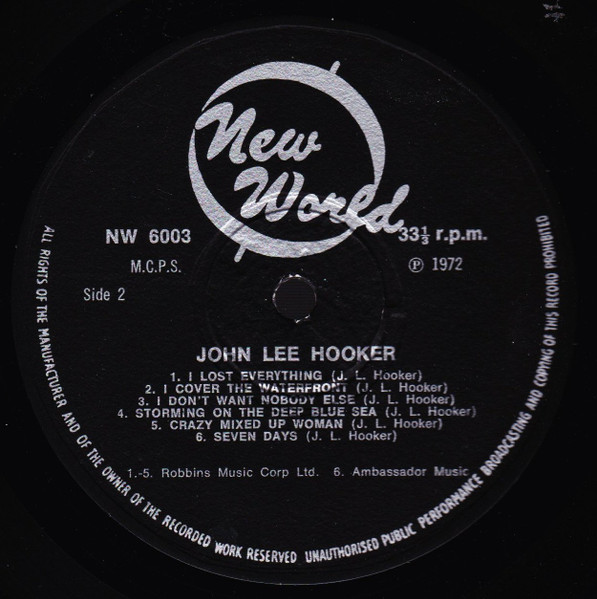 New
World
NW 6003
33⅓ r.p.m.
M.C.P.S.
℗ 1972
Side 2
JOHN LEE HOOKER
1. I LOST EVERYTHING (J. L. Hooker)
2. I COVER THE WATERFRONT (J. L. Hooker)
3. I DON'T WANT NOBODY ELSE (J. L. Hooker)
4. STORMING ON THE DEEP BLUE SEA (J. L. Hooker)
5. CRAZY MIXED UP WOMAN (J. L. Hooker)
6. SEVEN DAYS (J. L. Hooker)
1.-5. Robbins Music Corp Ltd. 6. Ambassador Music
ALL RIGHTS OF THE MANUFACTURER AND OF THE OWNER OF THE RECORDED WORK RESERVED UNAUTHORISED PUBLIC PERFORMANCE BROADCASTING AND COPYING OF THIS RECORD PROHIBITED